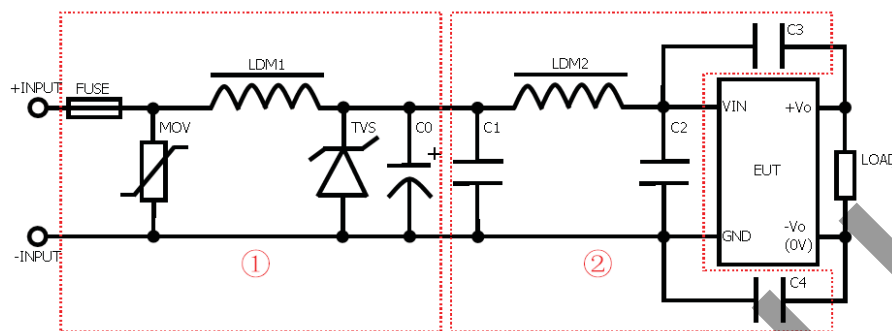 C3
LDM1
LDM2
+INPUT
FUSE
MOV
TVS
C0
+
C1
C2
VIN
+Vo
LOAD
EUT
GND
-Vo
(0V)
-INPUT
①
②
C4